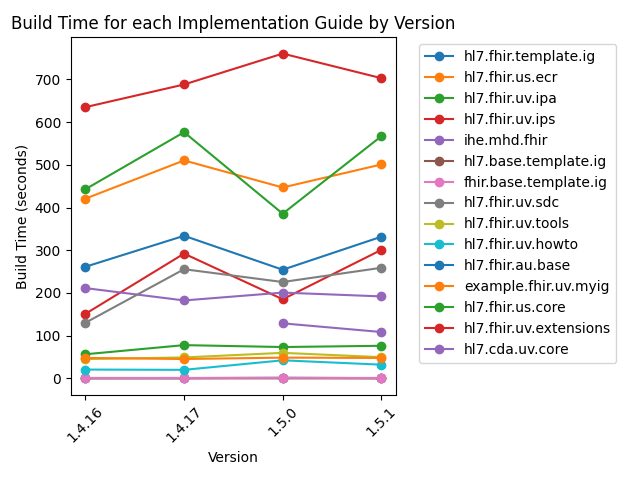 Build Time for each Implementation Guide by Version
Build Time (seconds)
700
600
500
400
300
200
100
0
1.4.16
1.4.17
1.5.0
1.5.1
Version
hl7.fhir.template.ig
hl7.fhir.us.ecr
hl7.fhir.uv.ipa
hl7.fhir.uv.ips
ihe.mhd.fhir
hl7.base.template.ig
fhir.base.template.ig
hl7.fhir.uv.sdc
hl7.fhir.uv.tools
hl7.fhir.uv.howto
hl7.fhir.au.base
example.fhir.uv.myig
hl7.fhir.us.core
hl7.fhir.uv.extensions
hl7.cda.uv.core